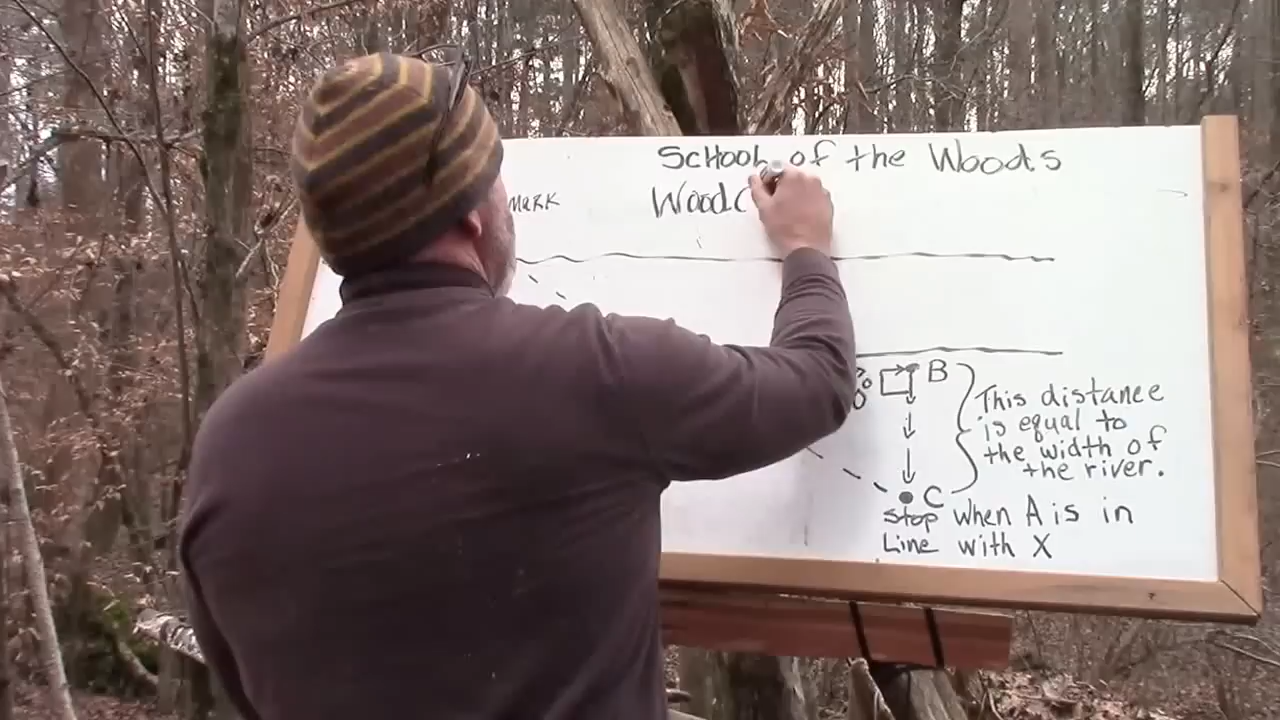 School of the Woods
Woodc
mark
B
This distance
is equal to
the width of
the river.
C
Stop when A is in
Line with X